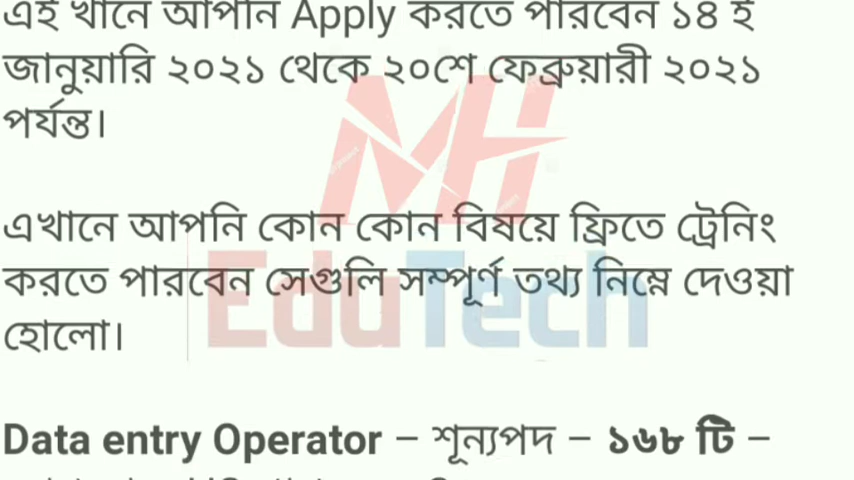 এই খানে আপনি Apply করতে পারবেন ১৪ ই
জানুয়ারি ২০২১ থেকে ২০শে ফেব্রুয়ারী ২০২১
পর্যন্ত।
এখানে আপনি কোন কোন বিষয়ে ফ্রিতে ট্রেনিং
করতে পারবেন সেগুলি সম্পূর্ণ তথ্য নিম্নে দেওয়া
হোলো।
Data entry Operator – শূন্যপদ – ১৬৮ টি –
MH
EduTech